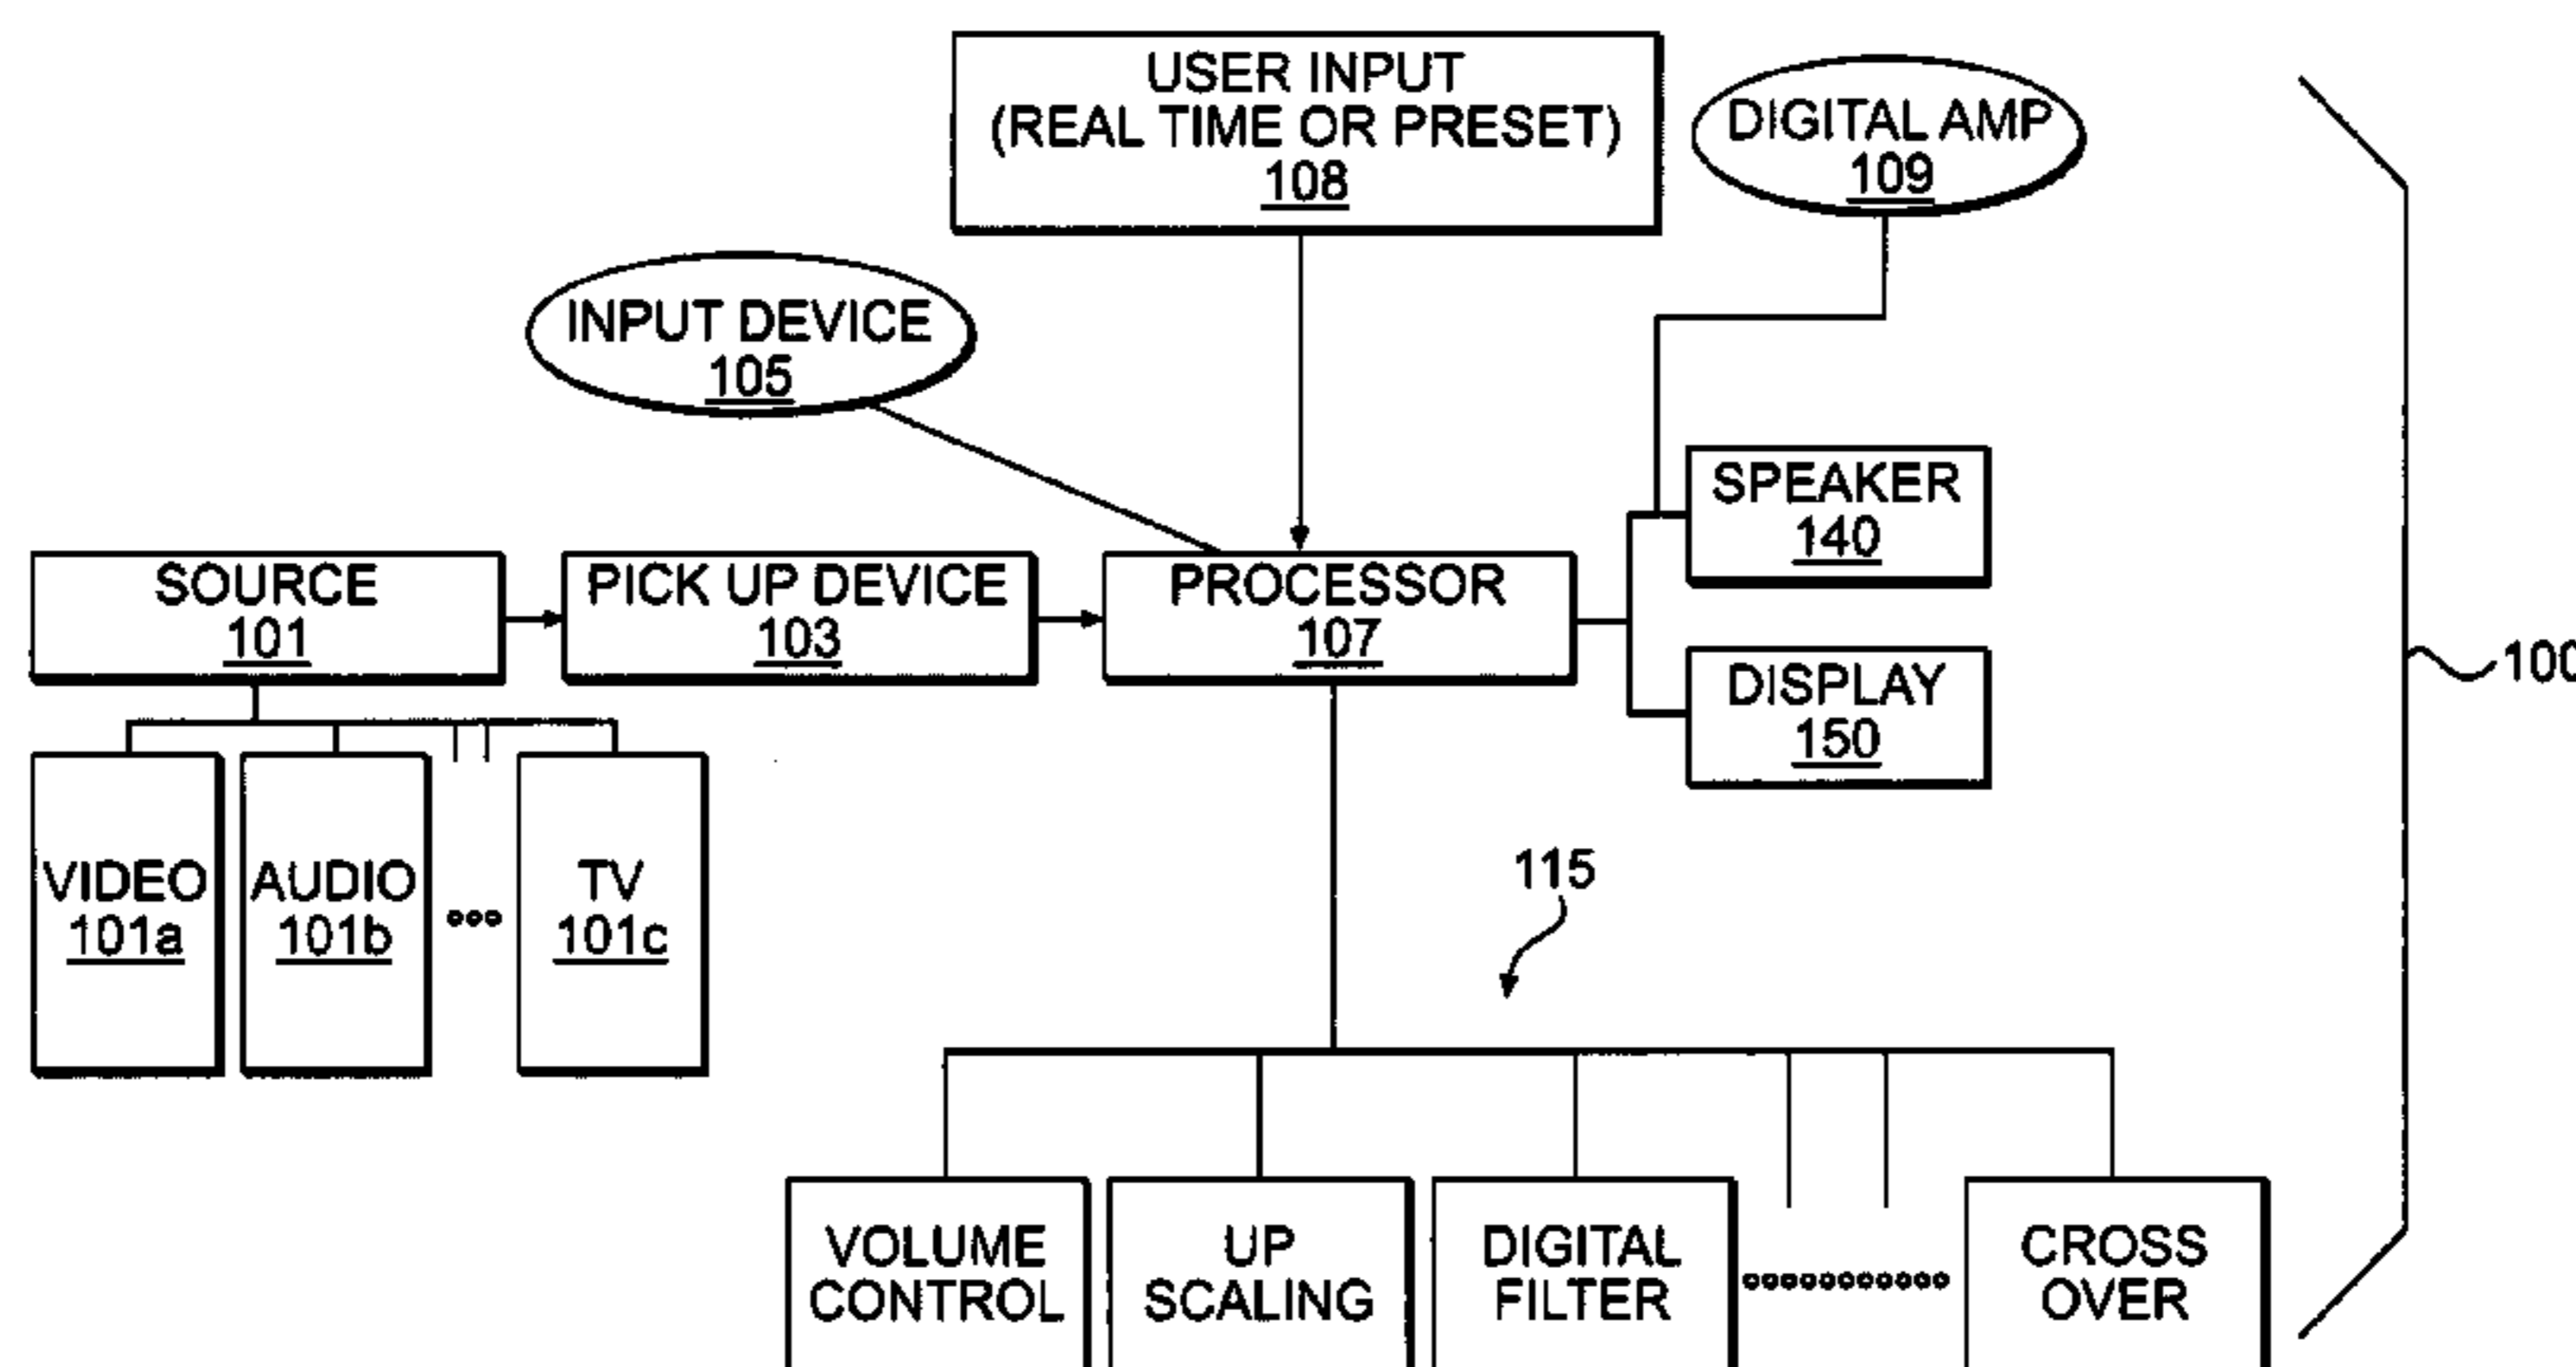 USER INPUT
(REAL TIME OR PRESET)
108
DIGITAL AMP
109
INPUT DEVICE
105
SPEAKER
140
SOURCE
101
PICK UP DEVICE
103
PROCESSOR
107
DISPLAY
150
100
VIDEO
101a
AUDIO
101b
TV
101c
115
VOLUME
CONTROL
UP
SCALING
DIGITAL
FILTER
CROSS
OVER